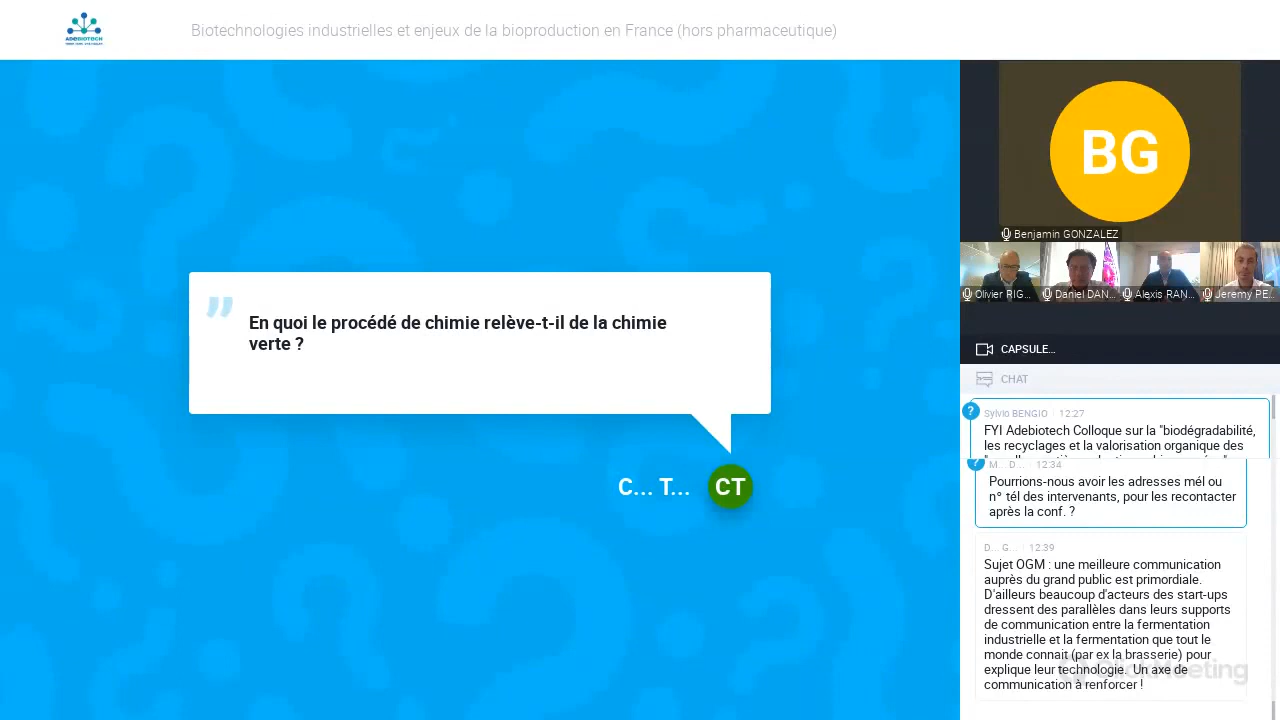 ADEBIOTECH
Biotechnologies industrielles et enjeux de la bioproduction en France (hors pharmaceutique)
En quoi le procédé de chimie relève-t-il de la chimie
verte ?
C... T...
CT
BG
Benjamin GONZALEZ
Olivier RIG...
Daniel DAN...
Alexis RAN...
Jeremy PE...
CAPSULE...
CHAT
?
Sylvio BENGIO 12:27
FYI Adebiotech Colloque sur la "biodégradabilité,
les recyclages et la valorisation organique des
?
M... D... 12:34
Pourrions-nous avoir les adresses mél ou
n° tél des intervenants, pour les recontacter
après la conf. ?
D... G... 12:39
Sujet OGM : une meilleure communication
auprès du grand public est primordiale.
D'ailleurs beaucoup d'acteurs des start-ups
dressent des parallèles dans leurs supports
de communication entre la fermentation
industrielle et la fermentation que tout le
monde connait (par ex la brasserie) pour
explique leur technologie. Un axe de
communication à renforcer !
ClickMeeting